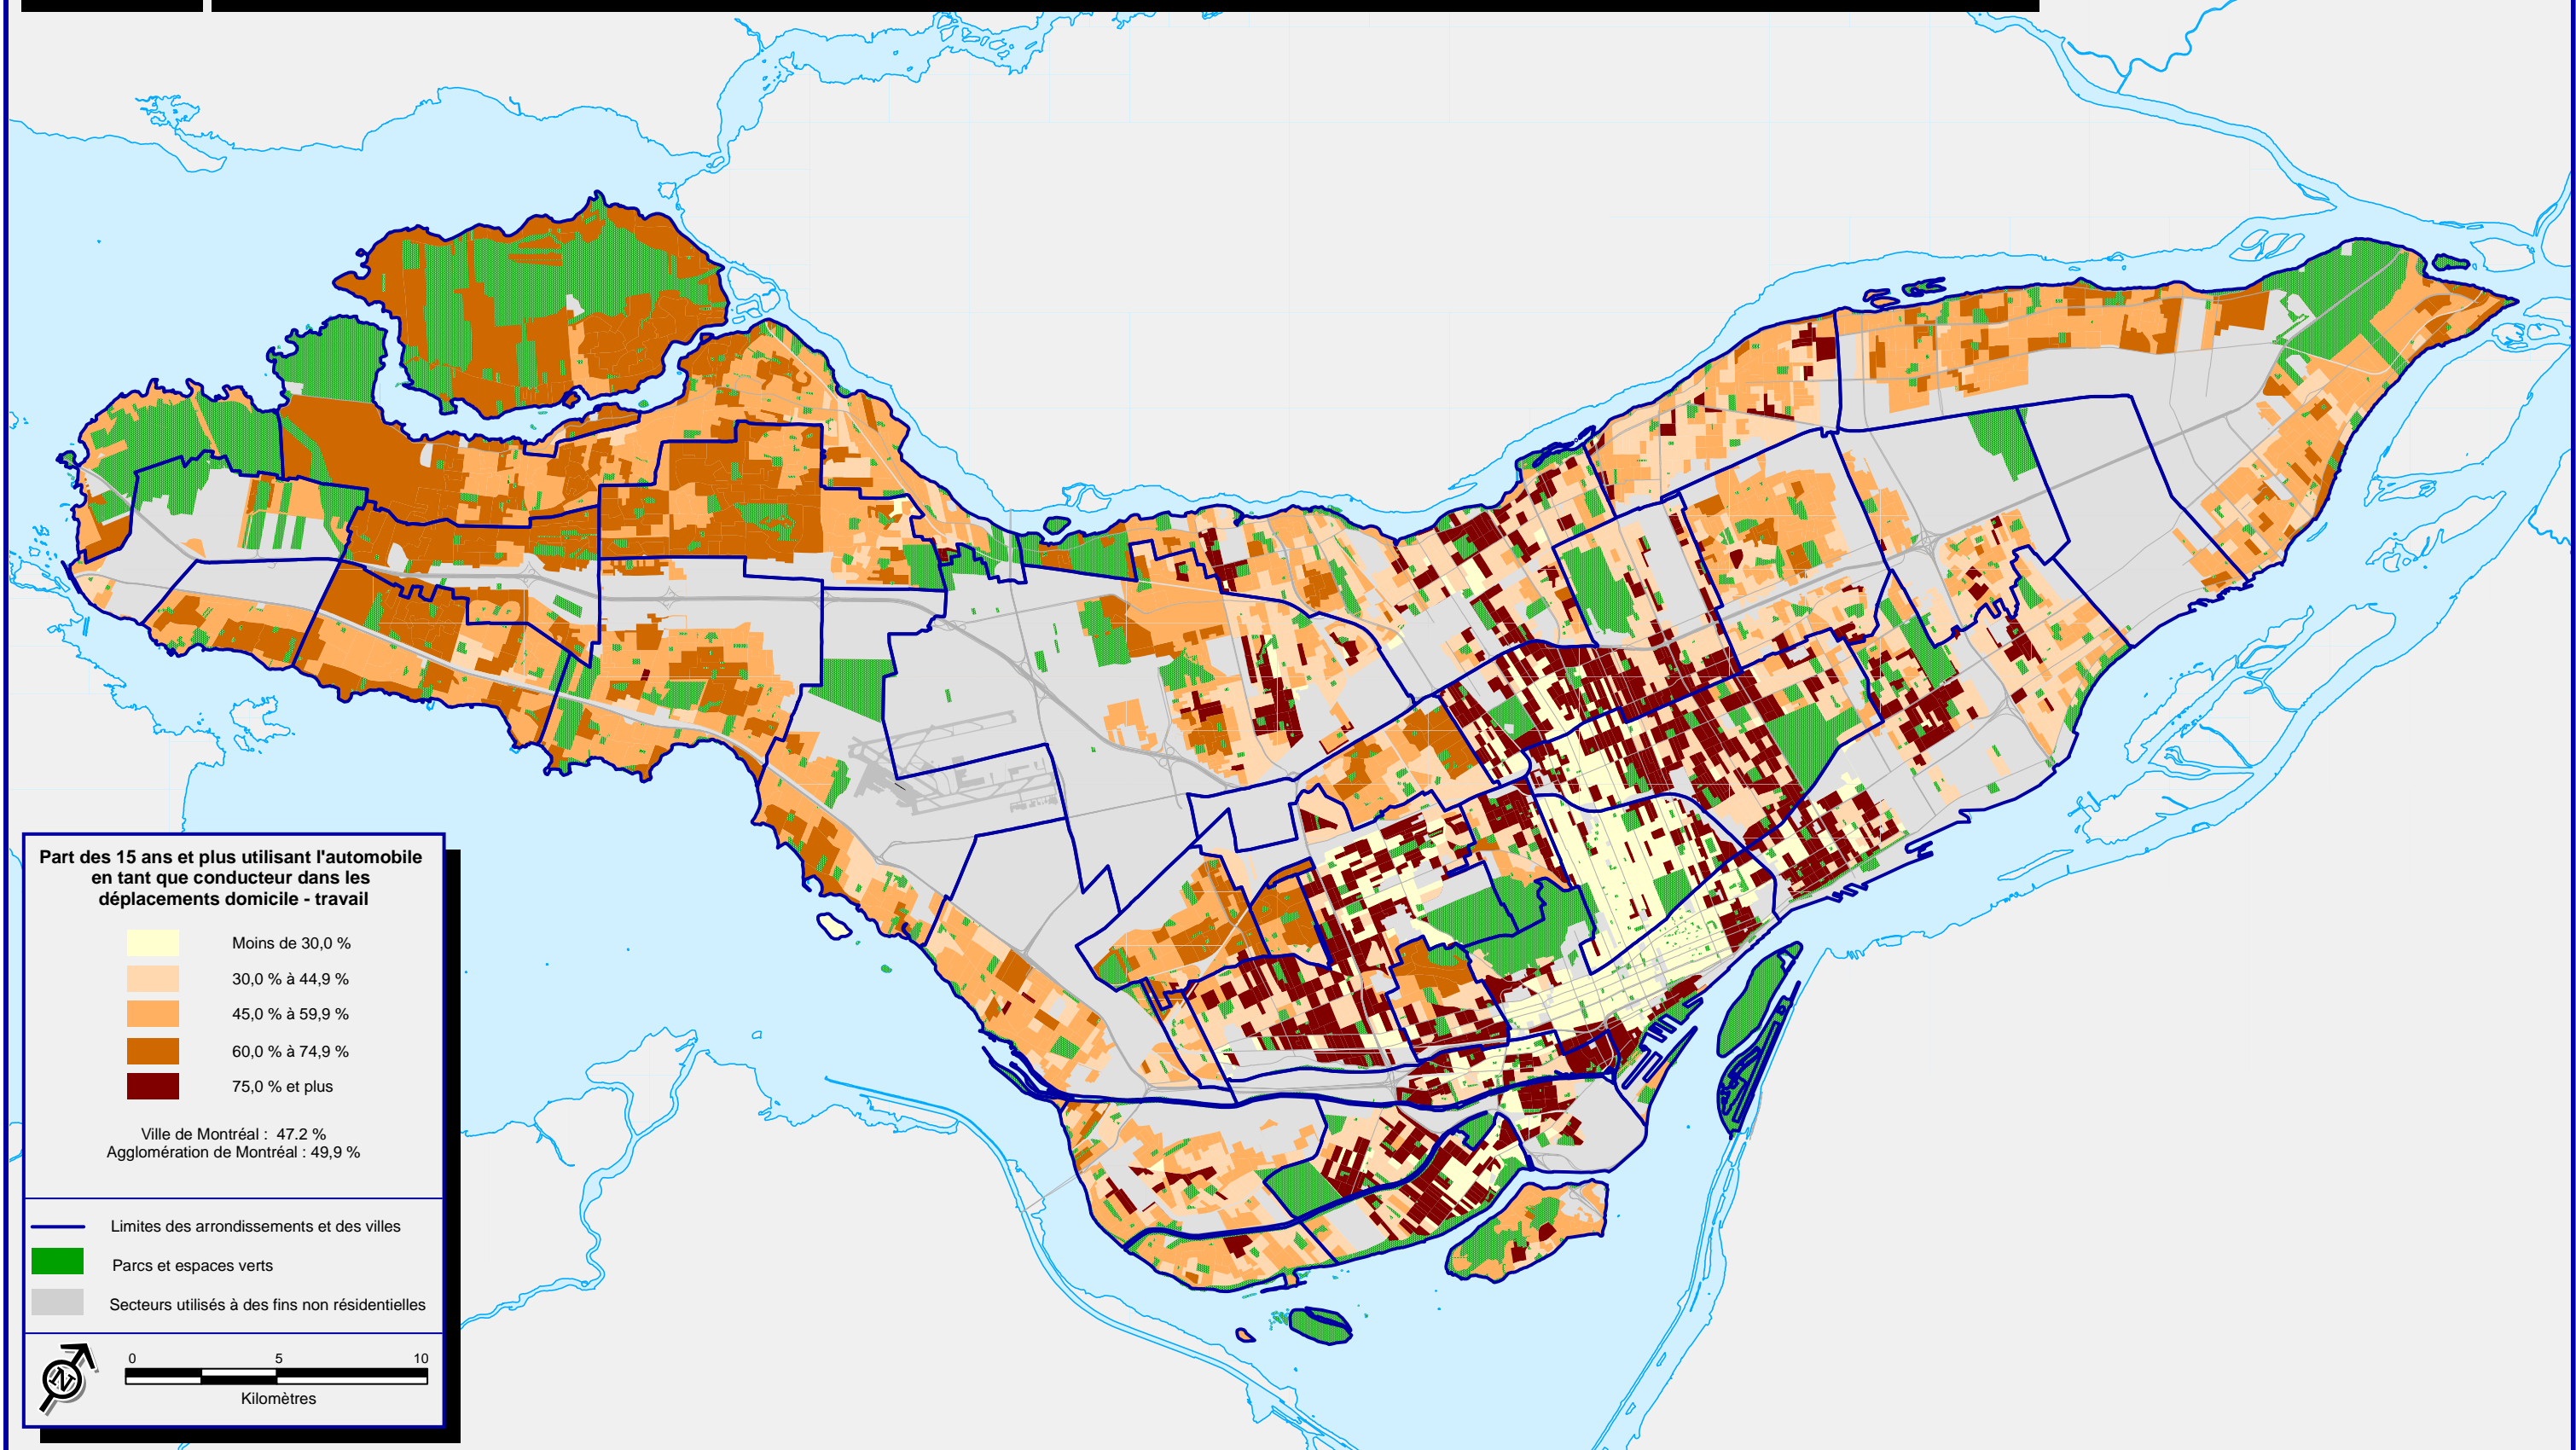 Part des 15 ans et plus utilisant l'automobile
en tant que conducteur dans les
déplacements domicile - travail
Moins de 30,0 %
30,0 % à 44,9 %
45,0 % à 59,9 %
60,0 % à 74,9 %
75,0 % et plus
Ville de Montréal : 47.2 %
Agglomération de Montréal : 49,9 %
Limites des arrondissements et des villes
Parcs et espaces verts
Secteurs utilisés à des fins non résidentielles
N
0 5 10
Kilomètres